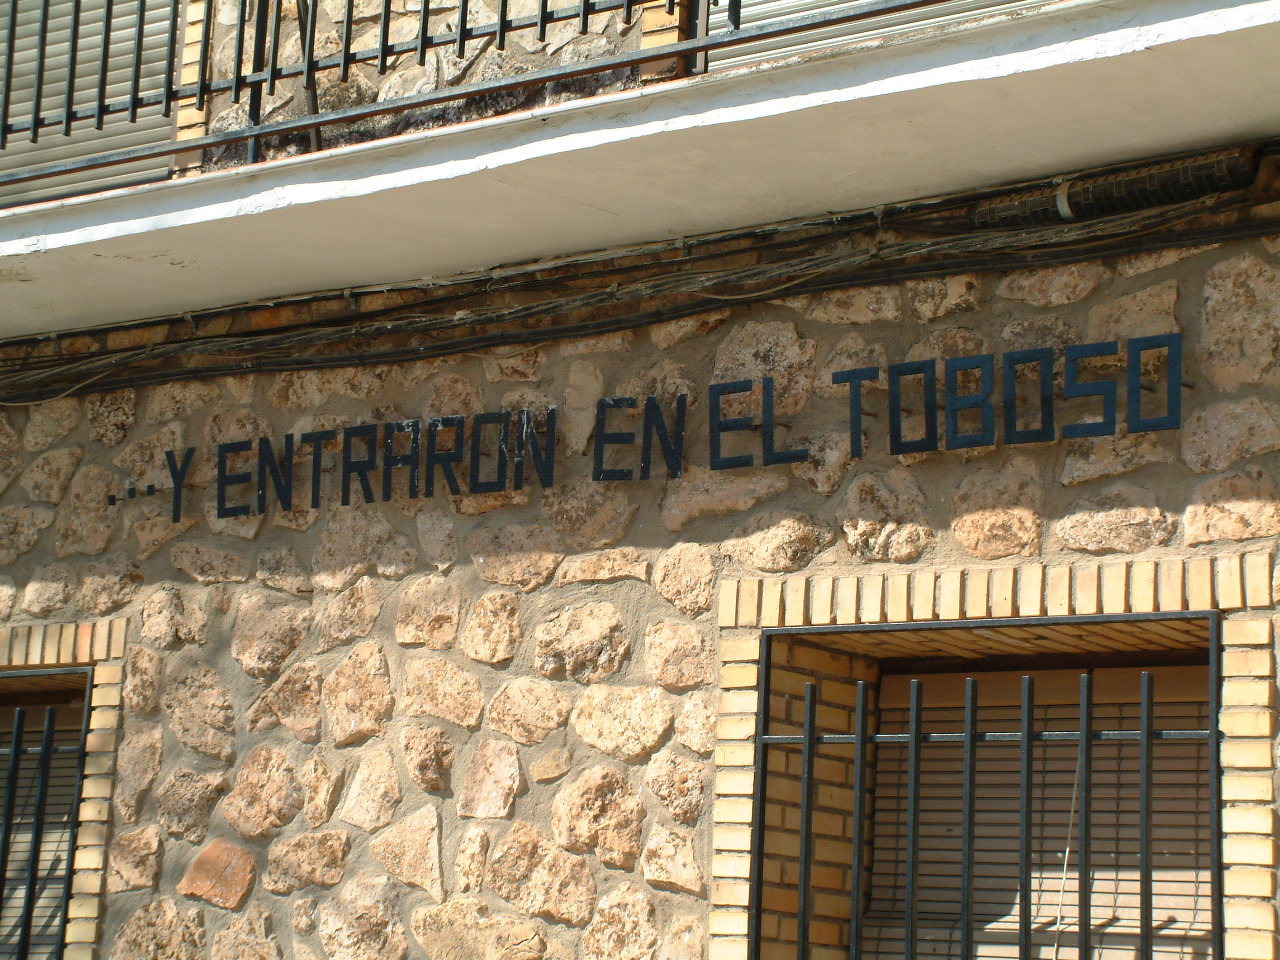 ...Y ENTRARON EN EL TOBOSO